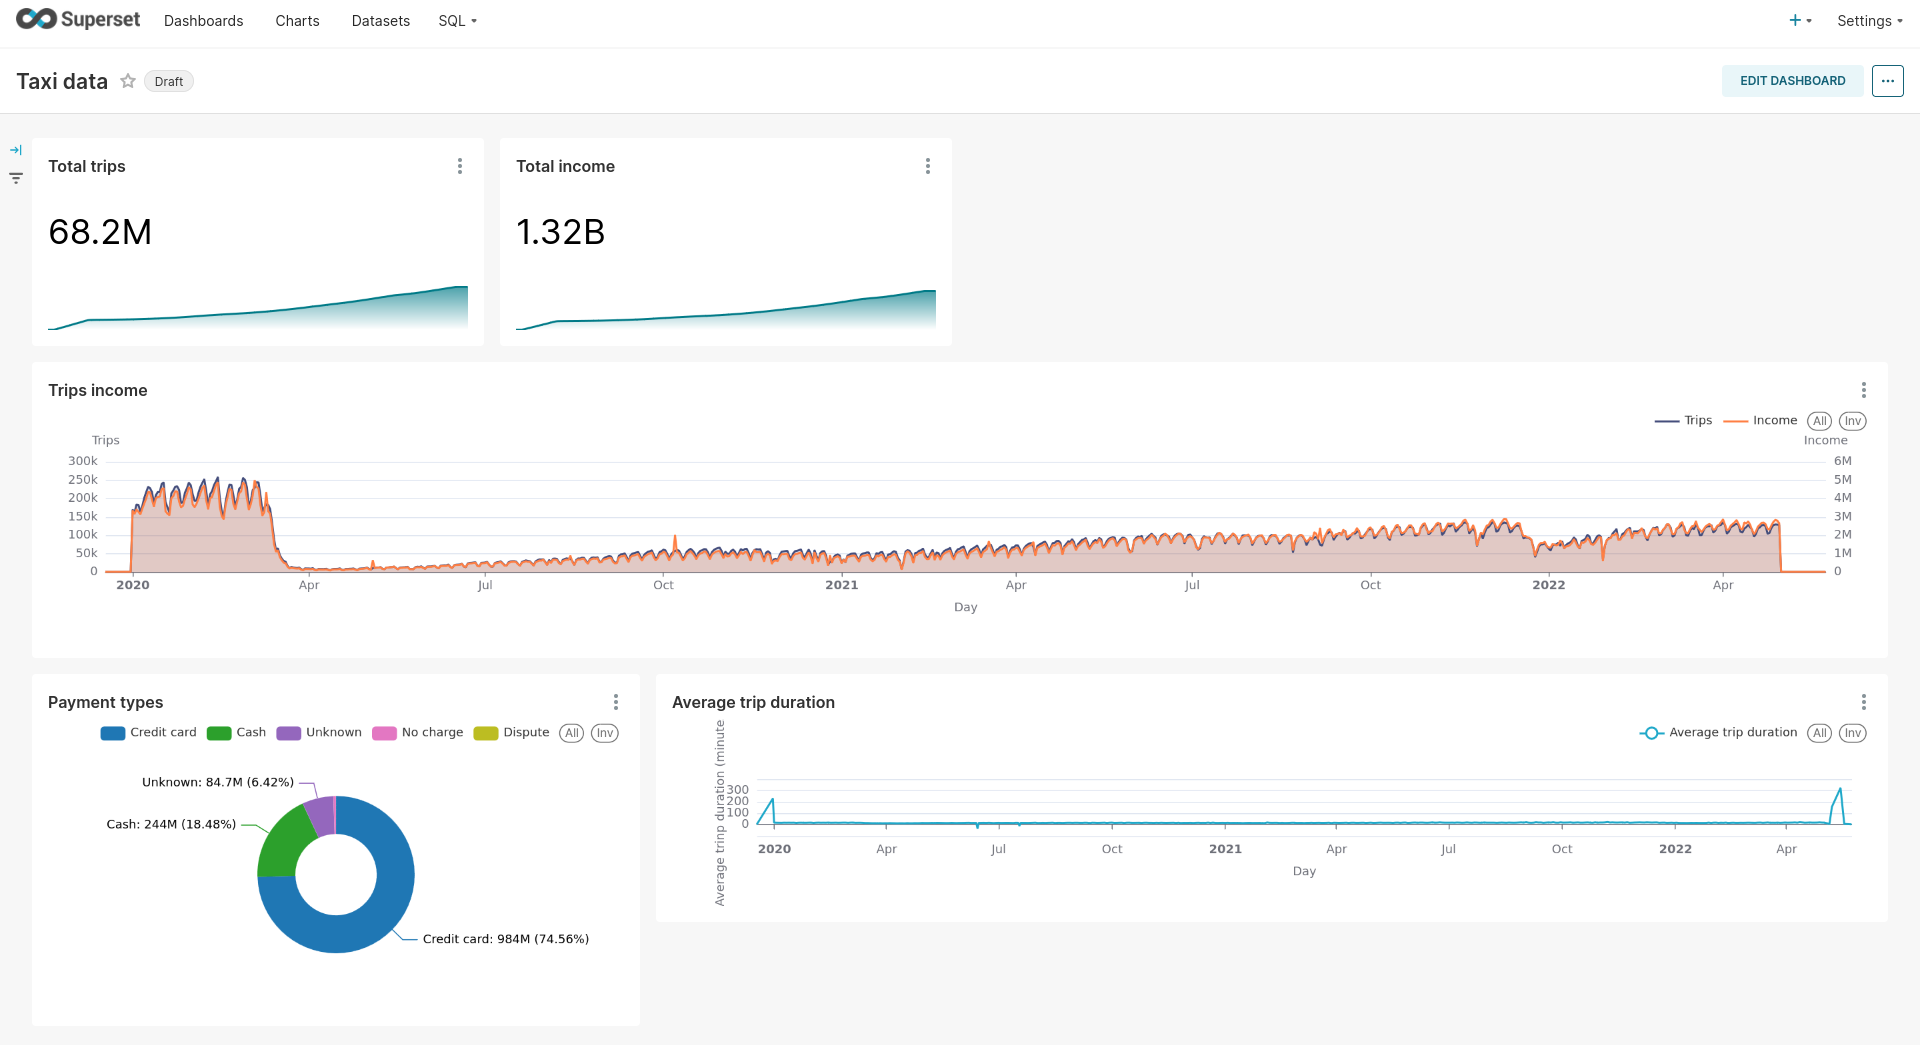 Superset
Dashboards Charts Datasets SQL
+ Settings
Taxi data Draft
EDIT DASHBOARD ...
Total trips
68.2M
Total income
1.32B
Trips income
Trips Income All Inv
Trips
Income
300k
250k
200k
150k
100k
50k
0
6M
5M
4M
3M
2M
1M
0
2020 Apr Jul Oct 2021 Apr Jul Oct 2022 Apr
Day
Payment types
Credit card Cash Unknown No charge Dispute All Inv
Unknown: 84.7M (6.42%)
Cash: 244M (18.48%)
Credit card: 984M (74.56%)
Average trip duration
Average trip duration All Inv
Average trinp duration (minute
300
200
100
0
2020 Apr Jul Oct 2021 Apr Jul Oct 2022 Apr
Day